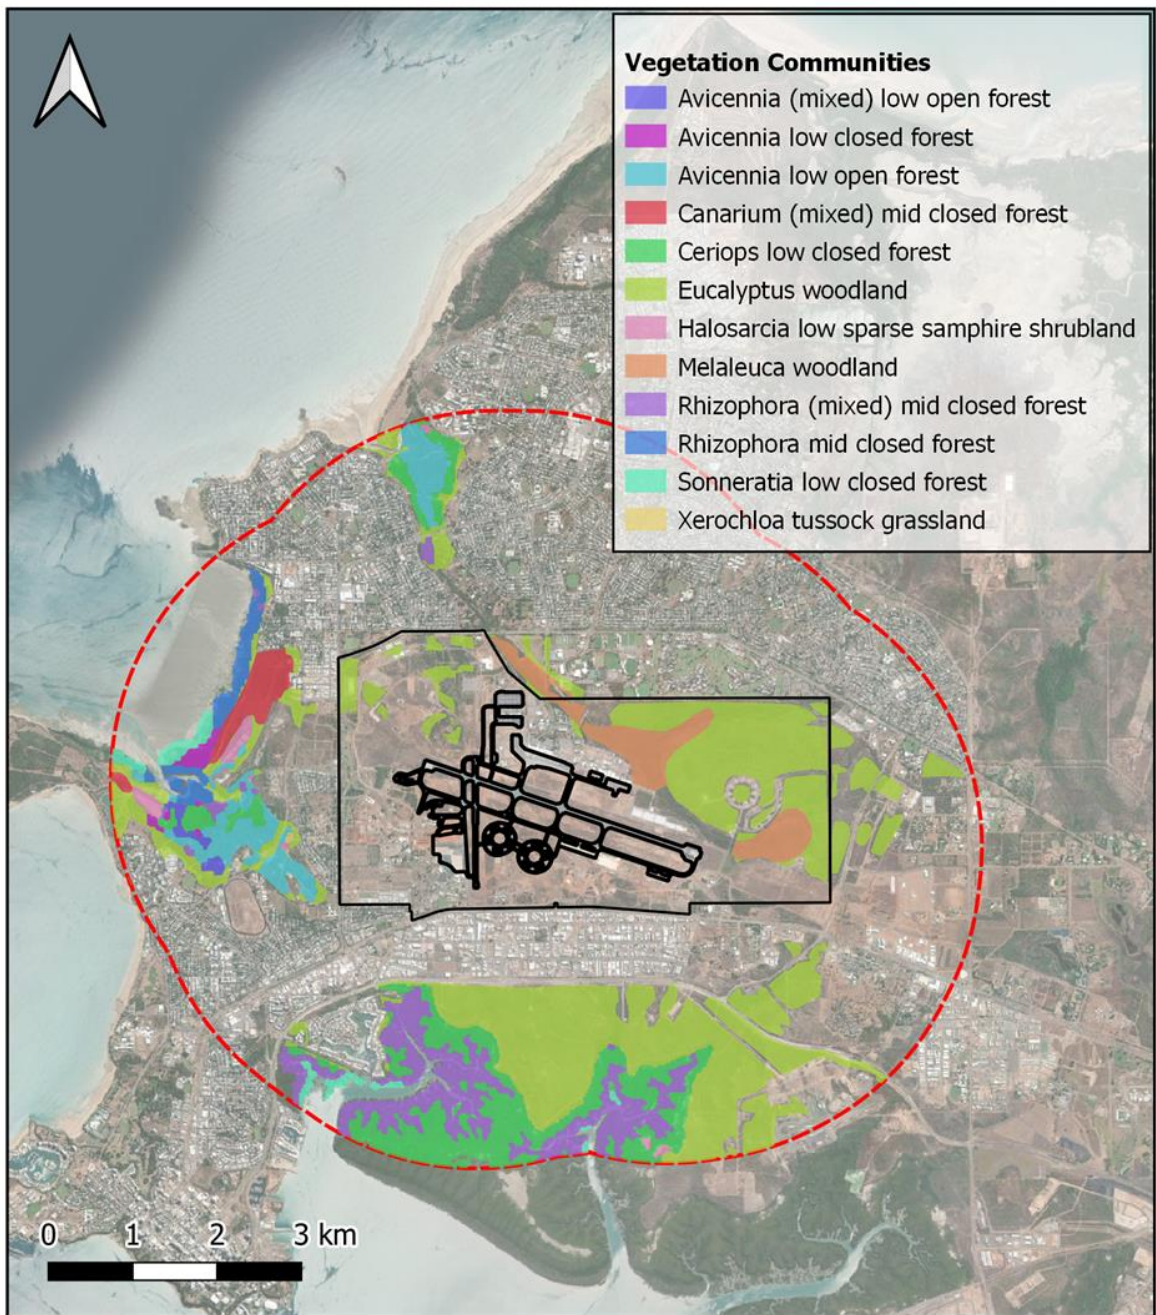 Vegetation Communities
Avicennia (mixed) low open forest
Avicennia low closed forest
Avicennia low open forest
Canarium (mixed) mid closed forest
Ceriops low closed forest
Eucalyptus woodland
Halosarcia low sparse samphire shrubland
Melaleuca woodland
Rhizophora (mixed) mid closed forest
Rhizophora mid closed forest
Sonneratia low closed forest
Xerochloa tussock grassland
0 1 2 3 km